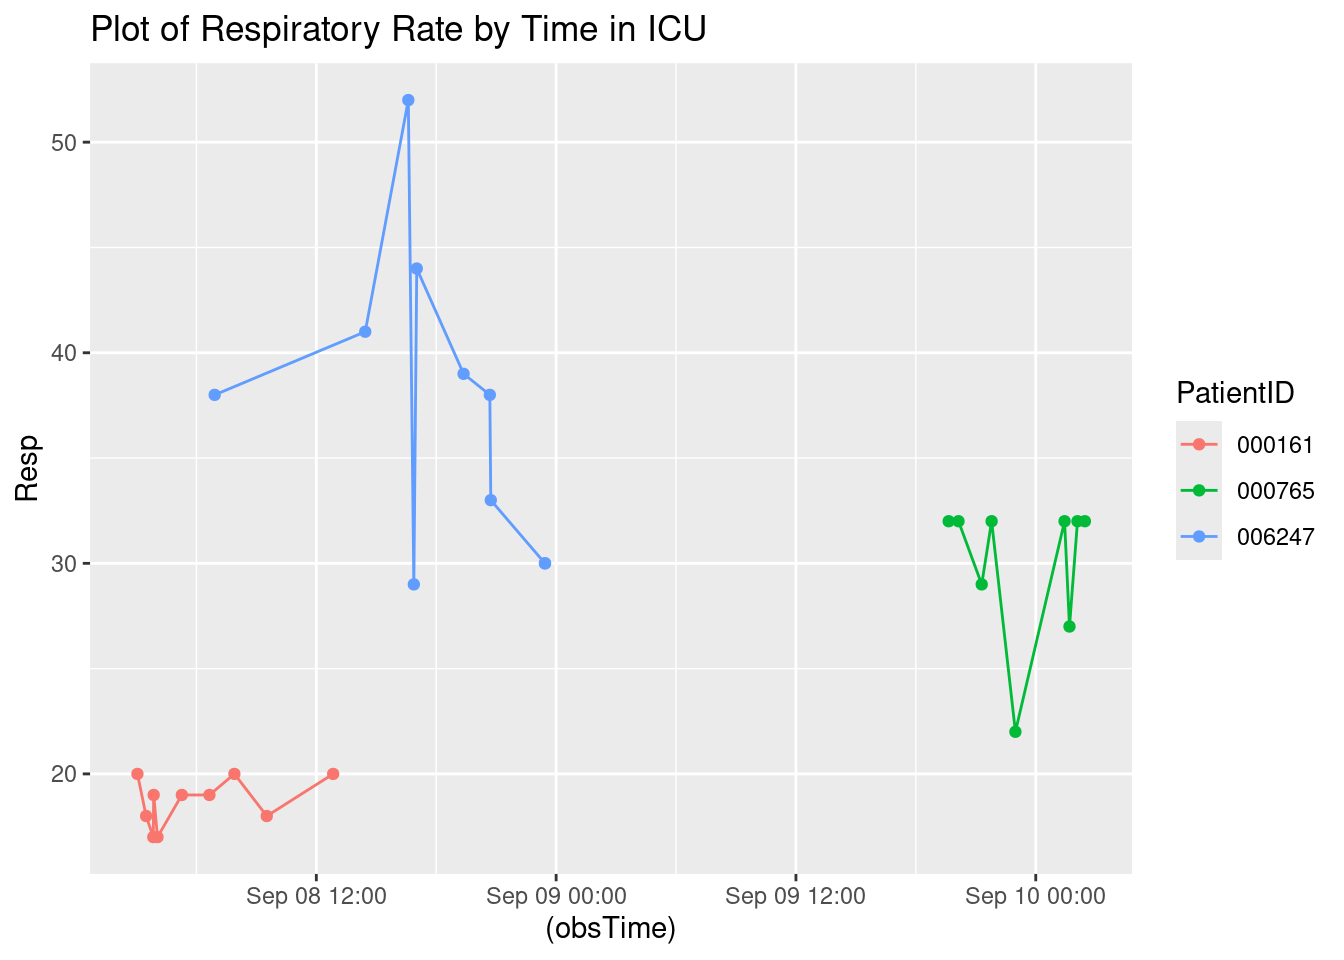 Plot of Respiratory Rate by Time in ICU
50
40
30
20
Resp
Sep 08 12:00
Sep 09 00:00
Sep 09 12:00
Sep 10 00:00
(obsTime)
PatientID
000161
000765
006247